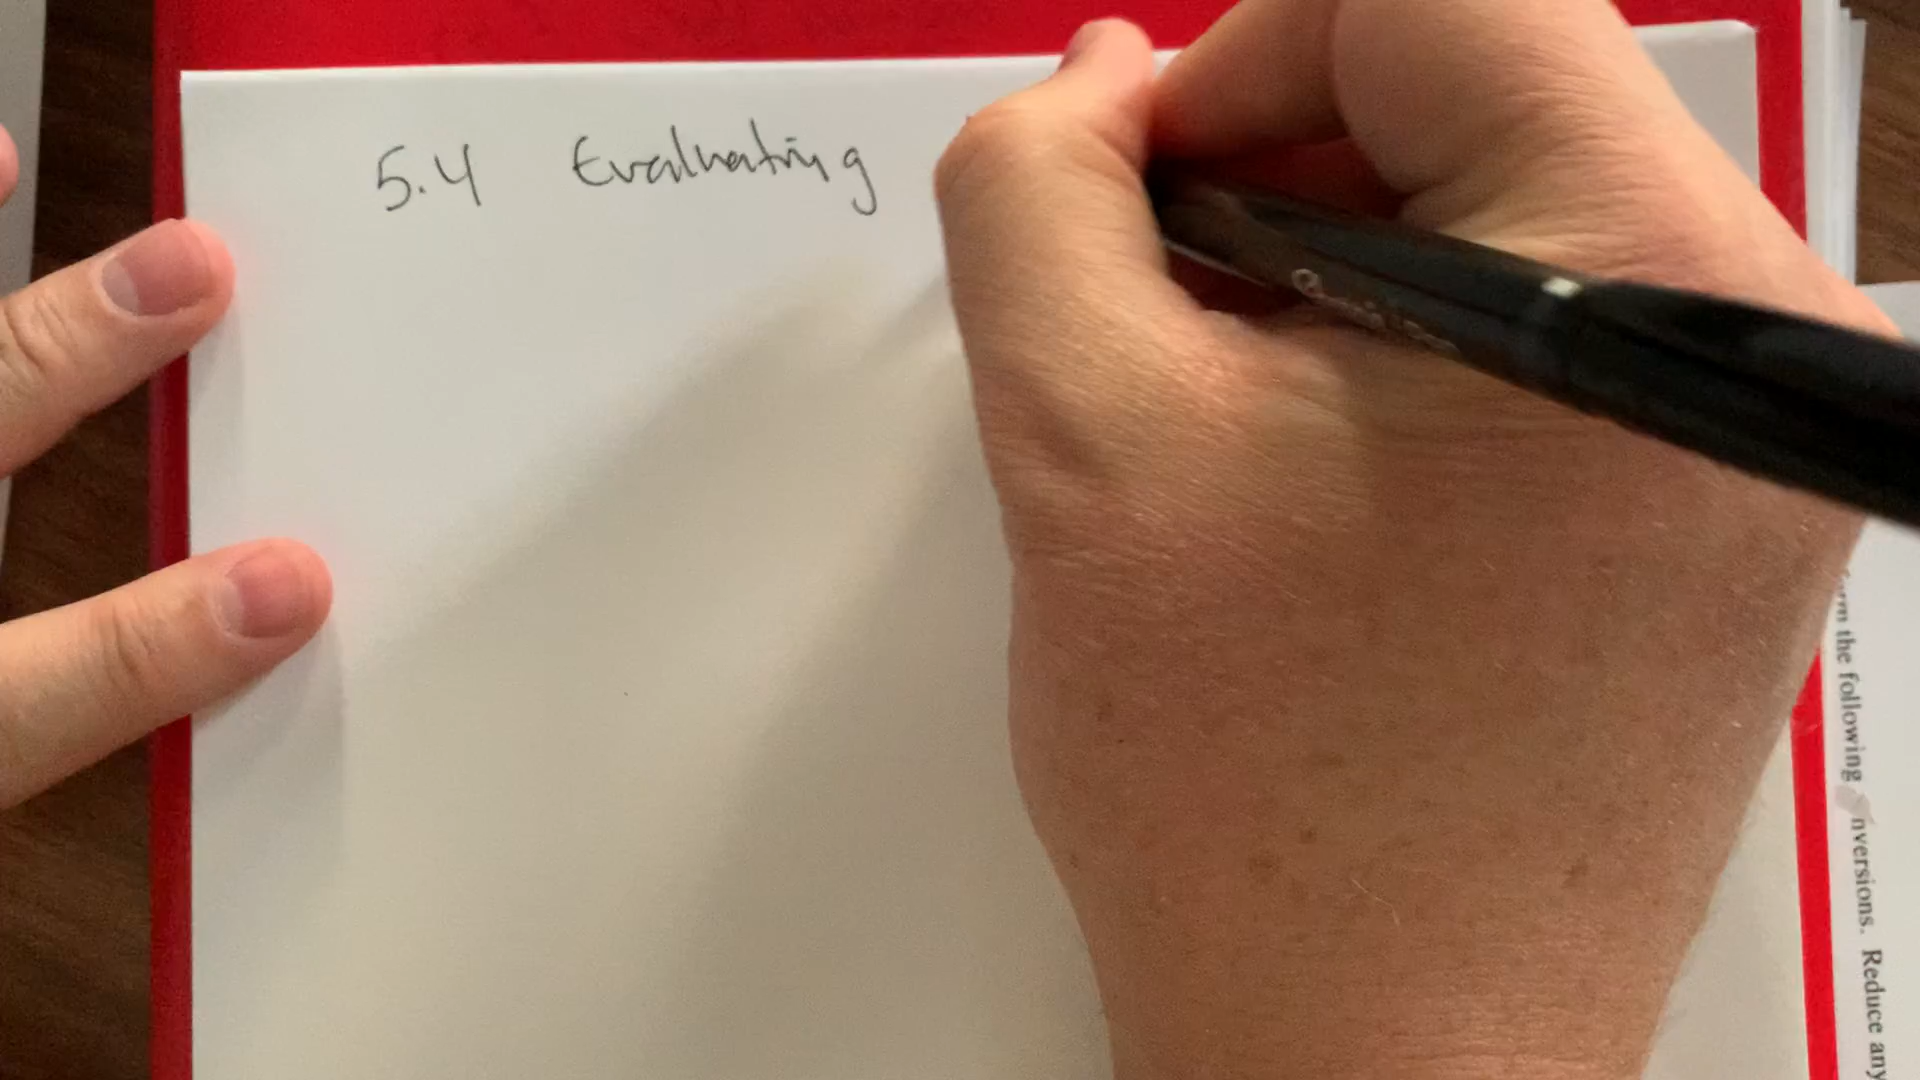 5.4 Evaluating
the following
nversions. Reduce any